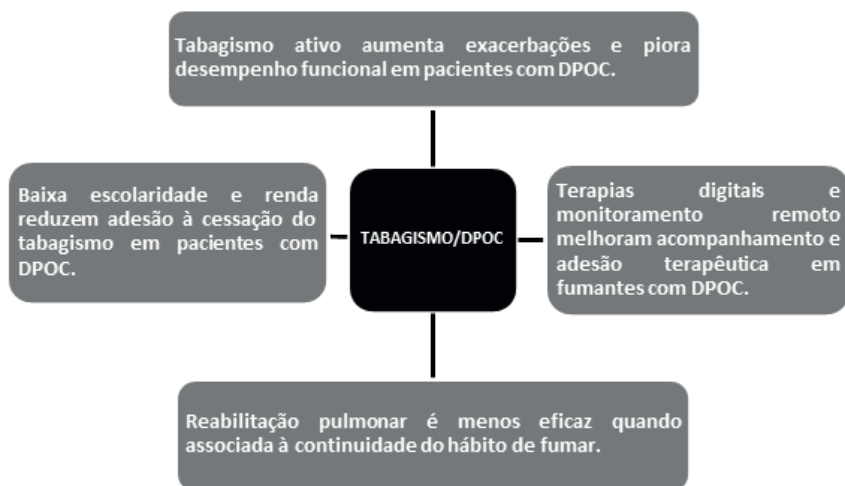 Tabagismo ativo aumenta exacerbações e piora
desempenho funcional em pacientes com DPOC.
Baixa escolaridade e renda
reduzem adesão à cessação do
tabagismo em pacientes com
DPOC.
TABAGISMO/DPOC
Terapias digitais e
monitoramento remoto
melhoram acompanhamento e
adesão terapêutica em
fumantes com DPOC.
Reabilitação pulmonar é menos eficaz quando
associada à continuidade do hábito de fumar.